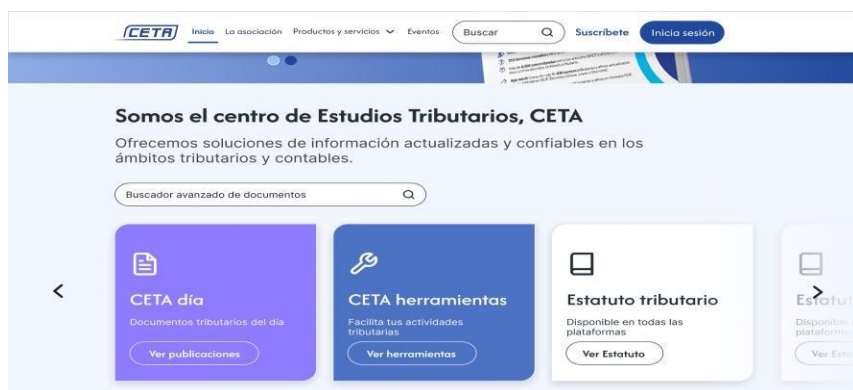 CETA Inicio La asociación Productos y servicios Eventos Buscar Suscríbete Inicia sesión
Somos el centro de Estudios Tributarios, CETA
Ofrecemos soluciones de información actualizadas y confiables en los
ámbitos tributarios y contables.
Buscador avanzado de documentos
CETA día
Documentos tributarios del día
Ver publicaciones
CETA herramientas
Facilita tus actividades
tributarias
Ver herramientas
Estatuto tributario
Disponible en todas las
plataformas
Ver Estatuto
Disponible